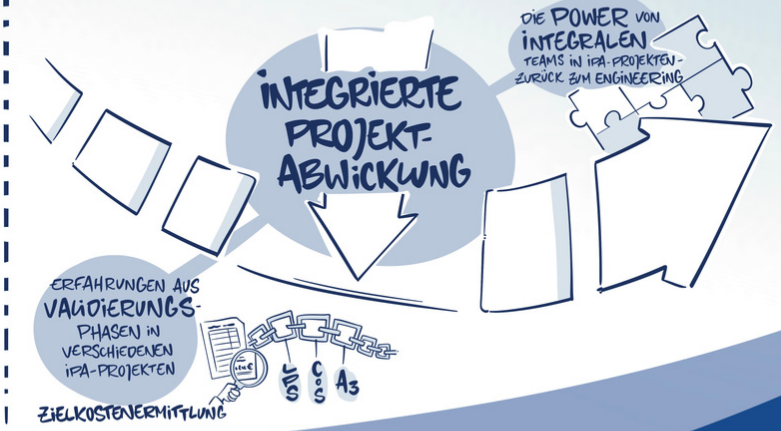 DIE POWER VON
INTEGRALEN
TEAMS IN IPA-PROJEKTEN-
ZURÜCK ZUM ENGINEERING
INTEGRIERTE
PROJEKT-
ABWICKLUNG
ERFAHRUNGEN AUS
VALIDIERUNGS-
PHASEN IN
VERSCHIEDENEN
IPA-PROJEKTEN
LPS
CoS
A3
ZIELKOSTENERMITTLUNG